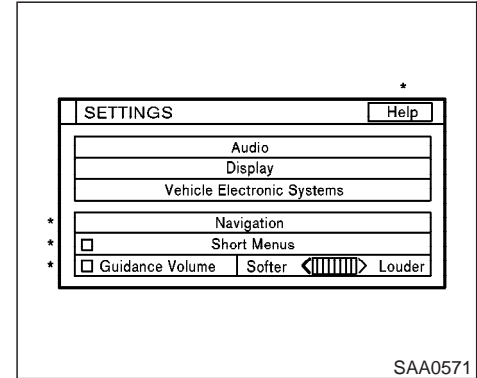 *
SETTINGS Help
Audio
Display
Vehicle Electronic Systems
* Navigation
* Short Menus
* Guidance Volume Softer Louder
SAA0571